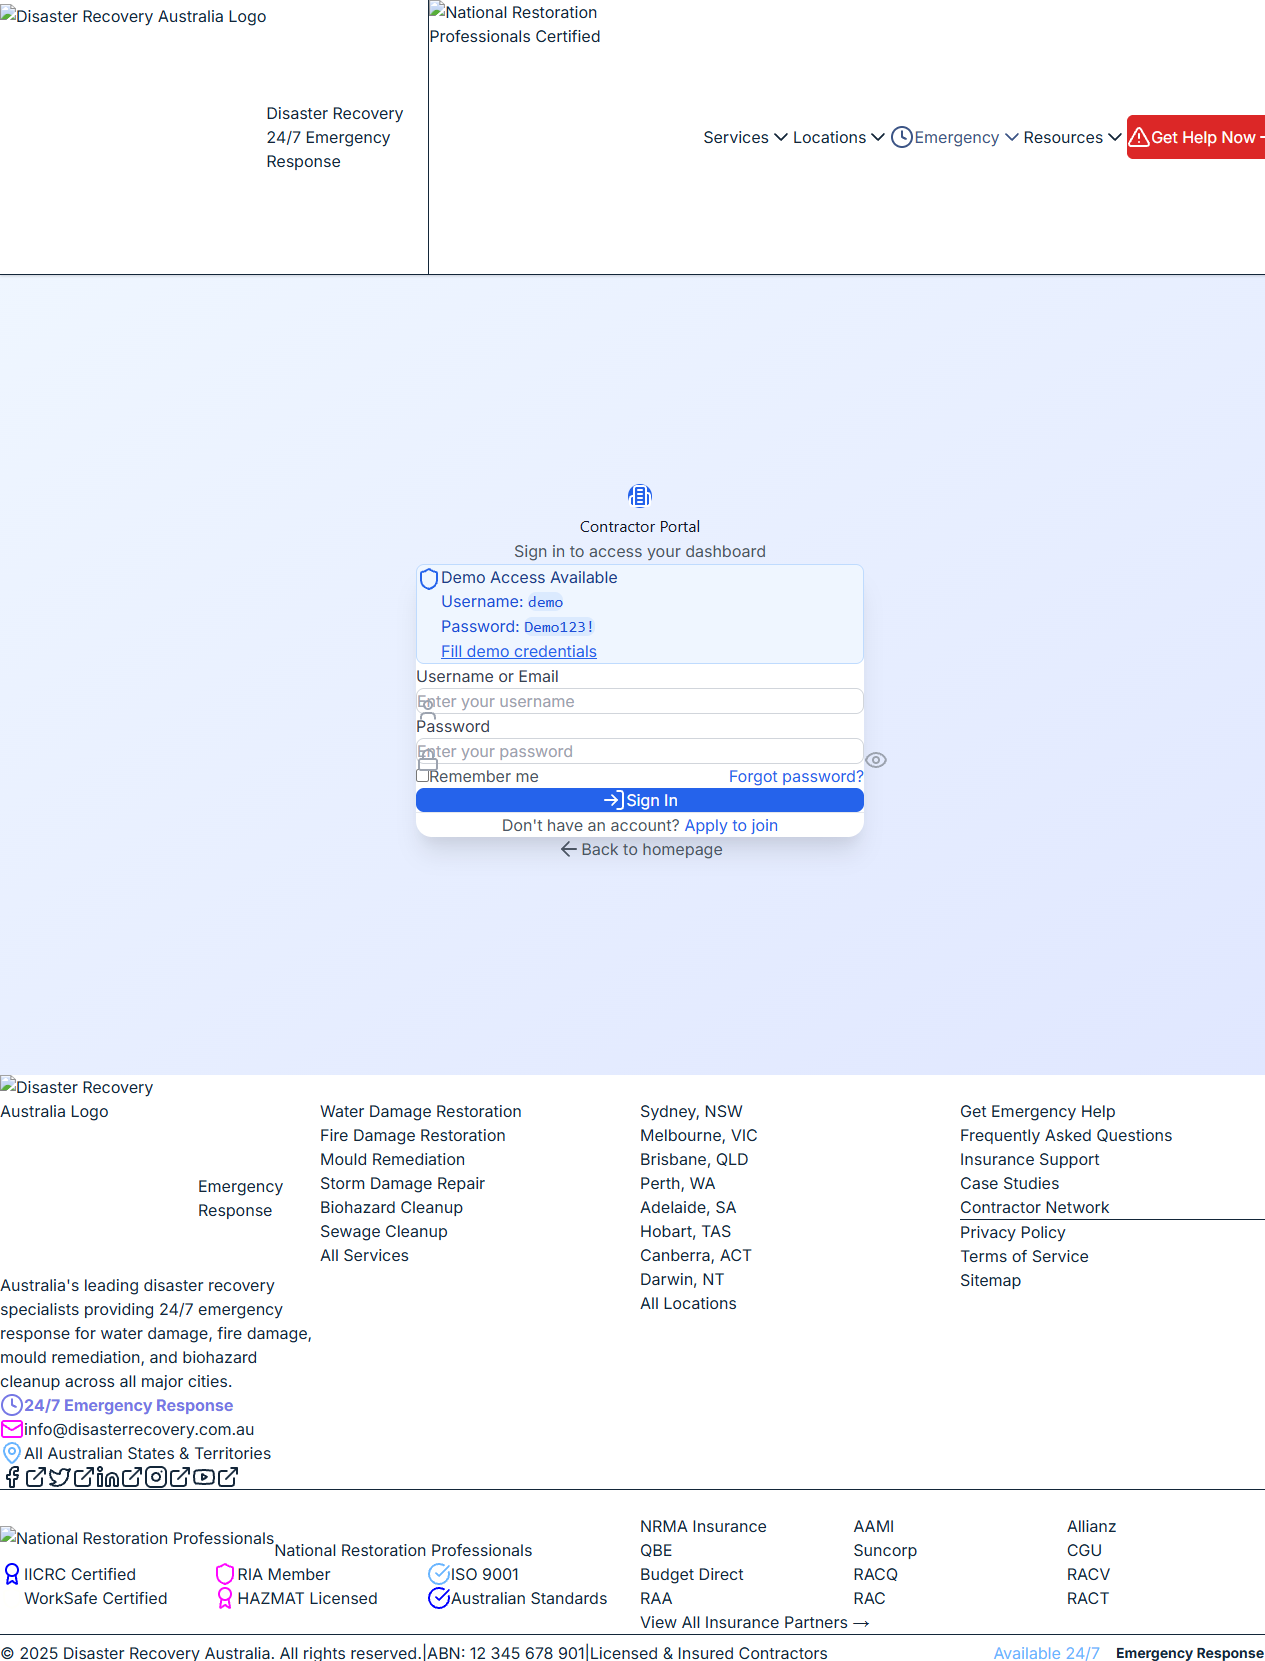 Disaster Recovery Australia Logo
National Restoration
Professionals Certified
Disaster Recovery
24/7 Emergency
Response
Services Locations Emergency Resources Get Help Now
Contractor Portal
Sign in to access your dashboard
Demo Access Available
Username: demo
Password: Demo123!
Fill demo credentials
Username or Email
Enter your username
Password
Enter your password
Remember me Forgot password?
Sign In
Don't have an account? Apply to join
Back to homepage
Disaster Recovery
Australia Logo
Emergency
Response
Australia's leading disaster recovery
specialists providing 24/7 emergency
response for water damage, fire damage,
mould remediation, and biohazard
cleanup across all major cities.
24/7 Emergency Response
info@disasterrecovery.com.au
All Australian States & Territories
Water Damage Restoration
Fire Damage Restoration
Mould Remediation
Storm Damage Repair
Biohazard Cleanup
Sewage Cleanup
All Services
Sydney, NSW
Melbourne, VIC
Brisbane, QLD
Perth, WA
Adelaide, SA
Hobart, TAS
Canberra, ACT
Darwin, NT
All Locations
Get Emergency Help
Frequently Asked Questions
Insurance Support
Case Studies
Contractor Network
Privacy Policy
Terms of Service
Sitemap
National Restoration Professionals
National Restoration Professionals
IICRC Certified RIA Member ISO 9001
WorkSafe Certified HAZMAT Licensed Australian Standards
NRMA Insurance AAMI Allianz
QBE Suncorp CGU
Budget Direct RACQ RACV
RAA RAC RACT
View All Insurance Partners →
© 2025 Disaster Recovery Australia. All rights reserved.|ABN: 12 345 678 901|Licensed & Insured Contractors Available 24/7 Emergency Response